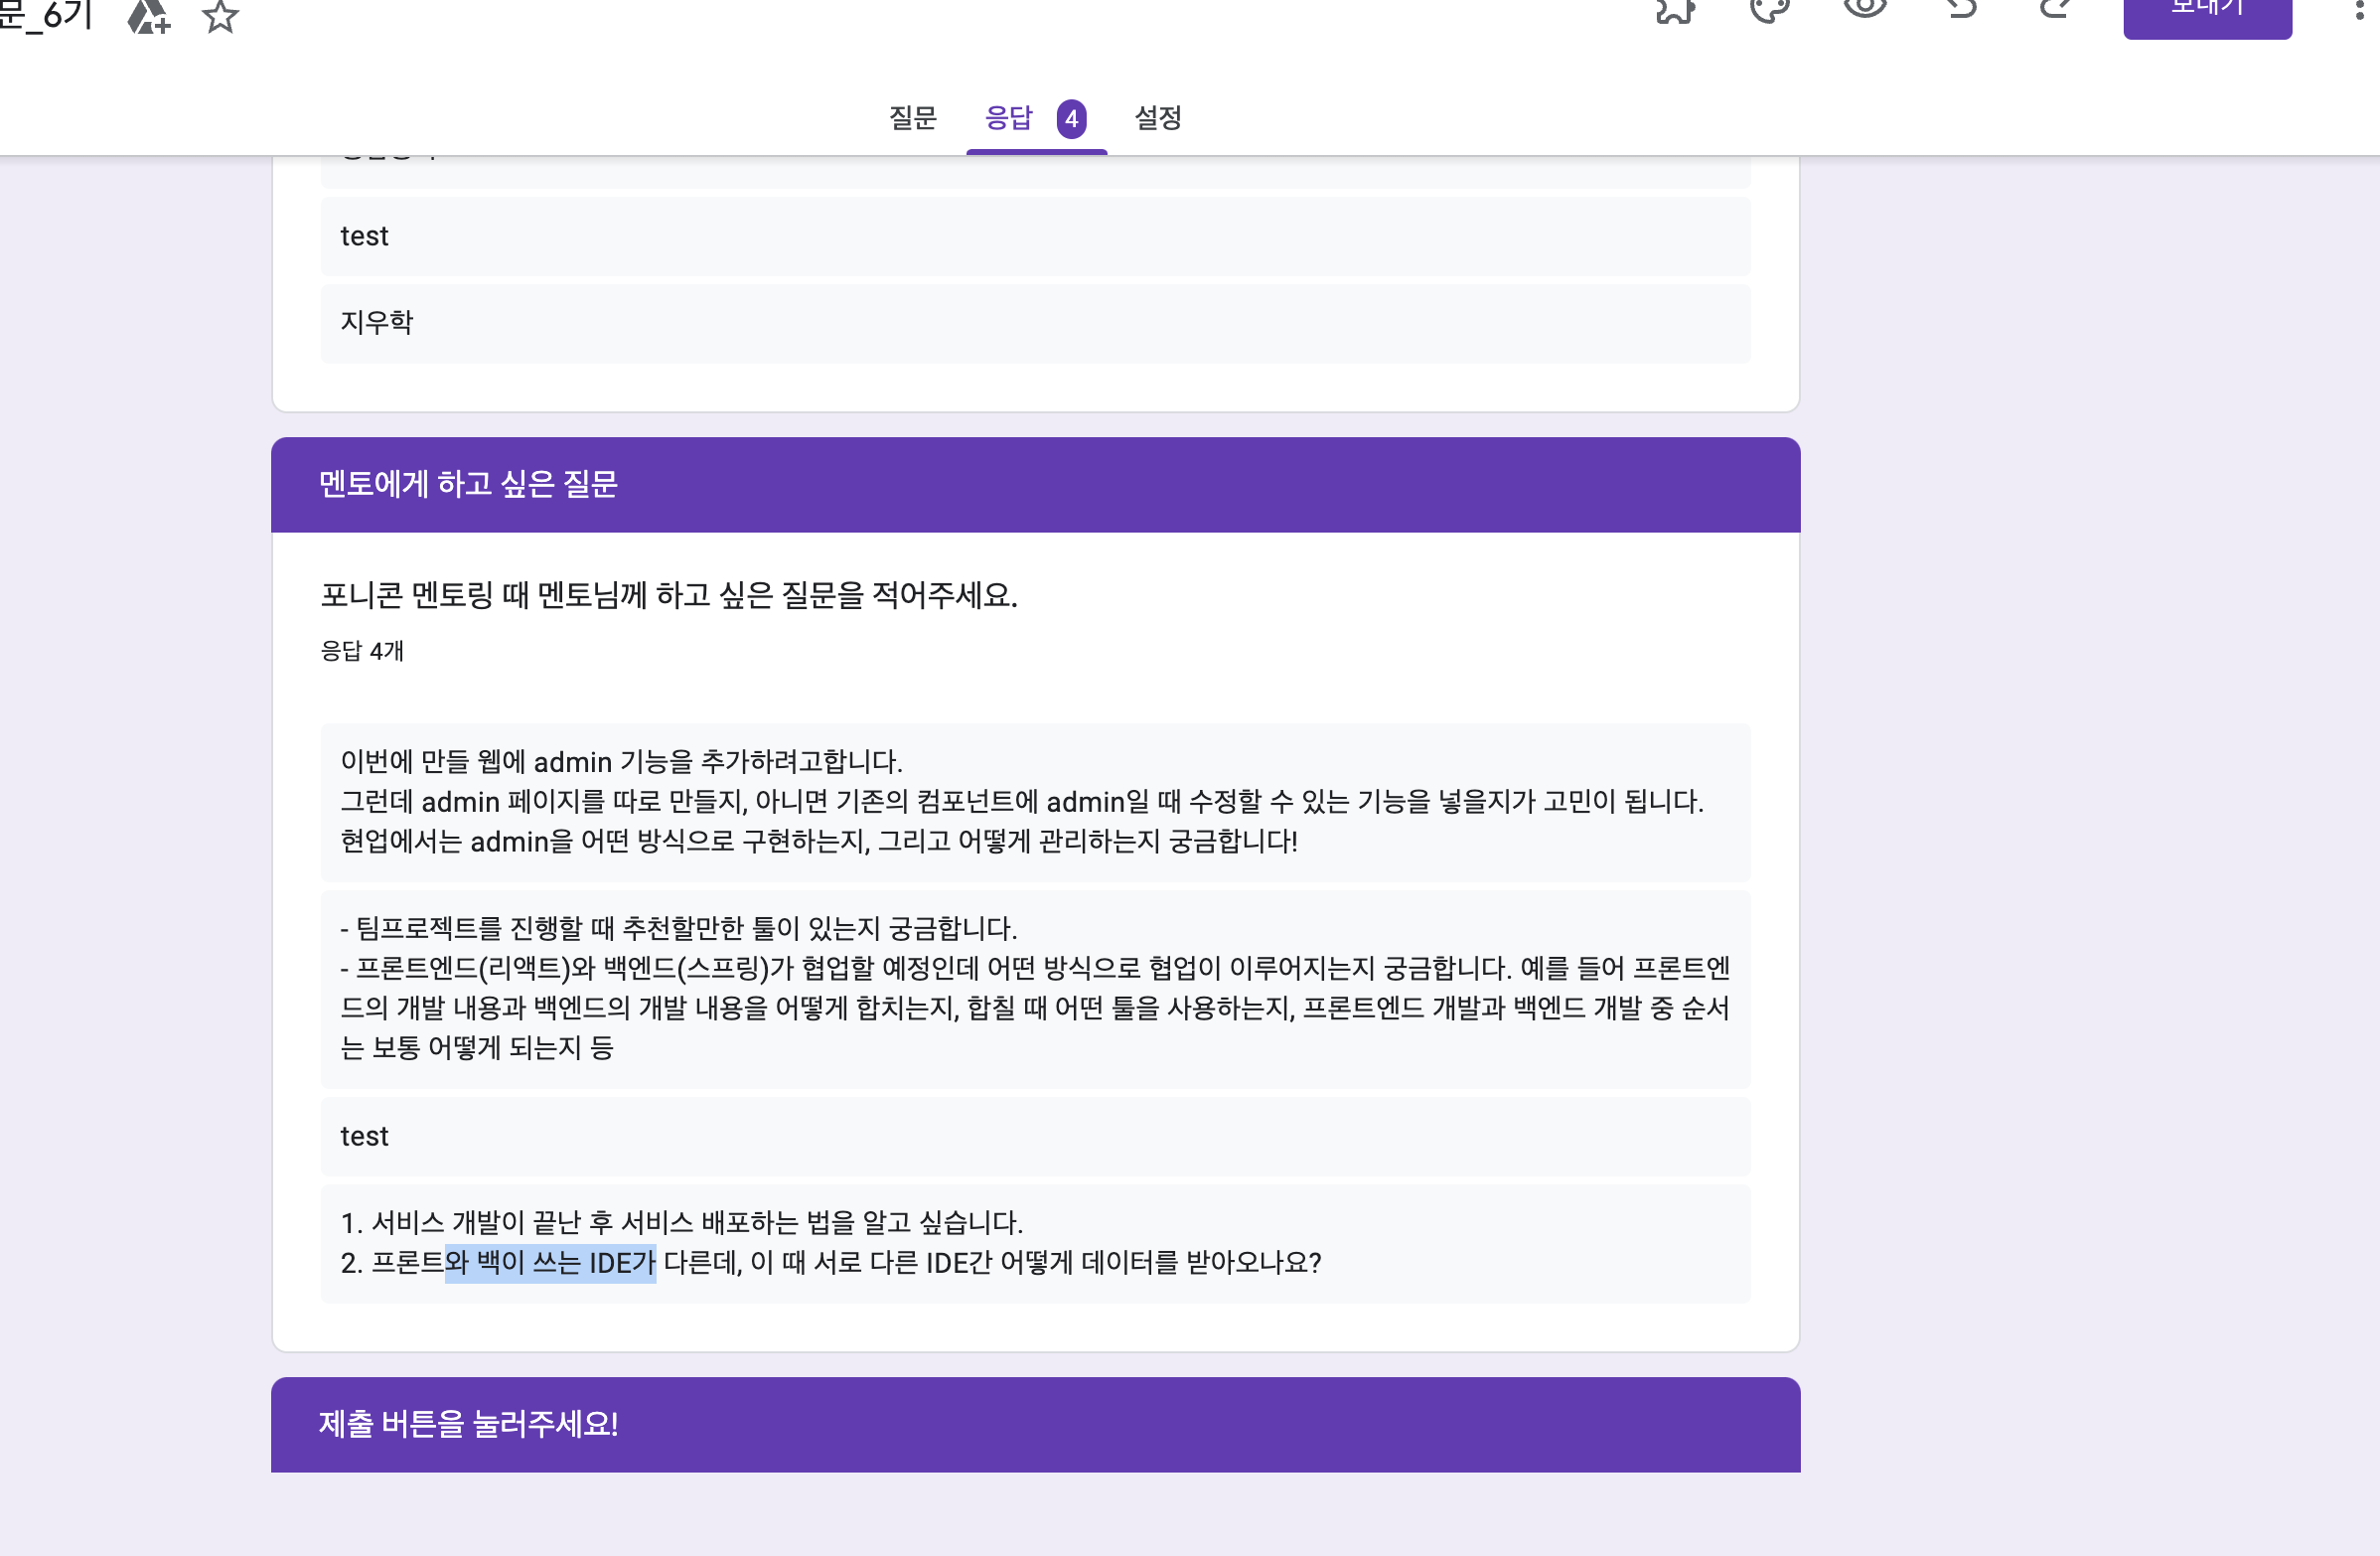 문_6기
보내기
질문 응답 4 설정
test
지우학
멘토에게 하고 싶은 질문
포니콘 멘토링 때 멘토님께 하고 싶은 질문을 적어주세요.
응답 4개
이번에 만들 웹에 admin 기능을 추가하려고합니다.
그런데 admin 페이지를 따로 만들지, 아니면 기존의 컴포넌트에 admin일 때 수정할 수 있는 기능을 넣을지가 고민이 됩니다.
현업에서는 admin을 어떤 방식으로 구현하는지, 그리고 어떻게 관리하는지 궁금합니다!
- 팀프로젝트를 진행할 때 추천할만한 툴이 있는지 궁금합니다.
- 프론트엔드(리액트)와 백엔드(스프링)가 협업할 예정인데 어떤 방식으로 협업이 이루어지는지 궁금합니다. 예를 들어 프론트엔
드의 개발 내용과 백엔드의 개발 내용을 어떻게 합치는지, 합칠 때 어떤 툴을 사용하는지, 프론트엔드 개발과 백엔드 개발 중 순서
는 보통 어떻게 되는지 등
test
1. 서비스 개발이 끝난 후 서비스 배포하는 법을 알고 싶습니다.
2. 프론트와 백이 쓰는 IDE가 다른데, 이 때 서로 다른 IDE간 어떻게 데이터를 받아오나요?
제출 버튼을 눌러주세요!